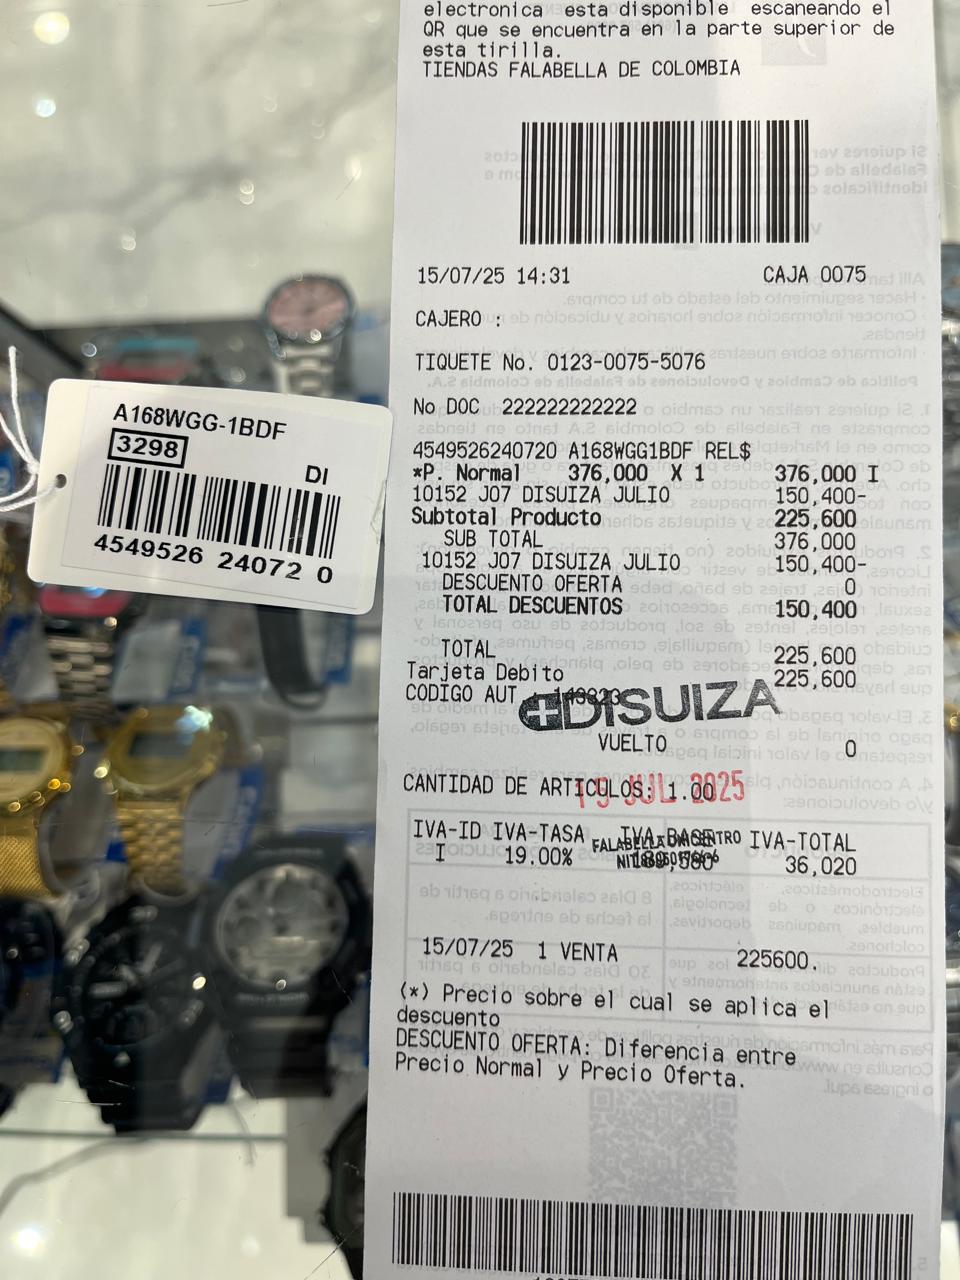 electronica esta disponible escaneando el
QR que se encuentra en la parte superior de
esta tirilla.
TIENDAS FALABELLA DE COLOMBIA
15/07/25 14:31 CAJA 0075
CAJERO :
TIQUETE No. 0123-0075-5076
No DOC 222222222222
4549526240720 A168WGG1BDF REL$
*P. Normal 376,000 X 1 376,000 I
10152 J07 DISUIZA JULIO 150,400-
Subtotal Producto 225,600
SUB TOTAL 376,000
10152 J07 DISUIZA JULIO 150,400-
DESCUENTO OFERTA 0
TOTAL DESCUENTOS 150,400
TOTAL 225,600
Tarjeta Debito 225,600
CODIGO AUT
DISUIZA
VUELTO 0
CANTIDAD DE ARTICULOS: 1.00
JUL 2025
IVA-ID IVA-TASA IVA-BASE IVA-TOTAL
I 19.00% 36,020
15/07/25 1 VENTA 225600.
(*) Precio sobre el cual se aplica el
descuento
DESCUENTO OFERTA: Diferencia entre
Precio Normal y Precio Oferta.
A168WGG-1BDF
3298
DI
4549526 24072 0